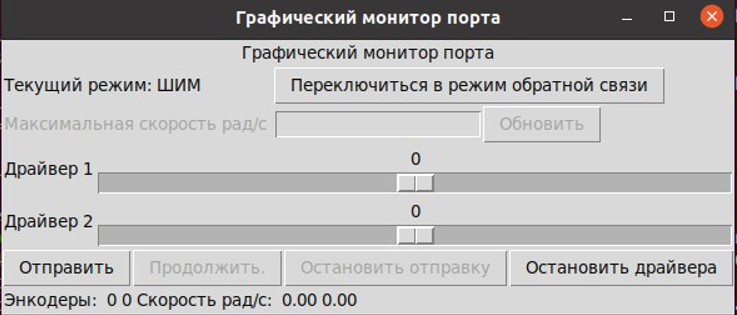 Графический монитор порта
Графический монитор порта
Текущий режим: ШИМ Переключиться в режим обратной связи
Максимальная скорость рад/с Обновить
0
Драйвер 1
0
Драйвер 2
Отправить Продолжить. Остановить отправку Остановить драйвера
Энкодеры: 0 0 Скорость рад/с: 0.00 0.00